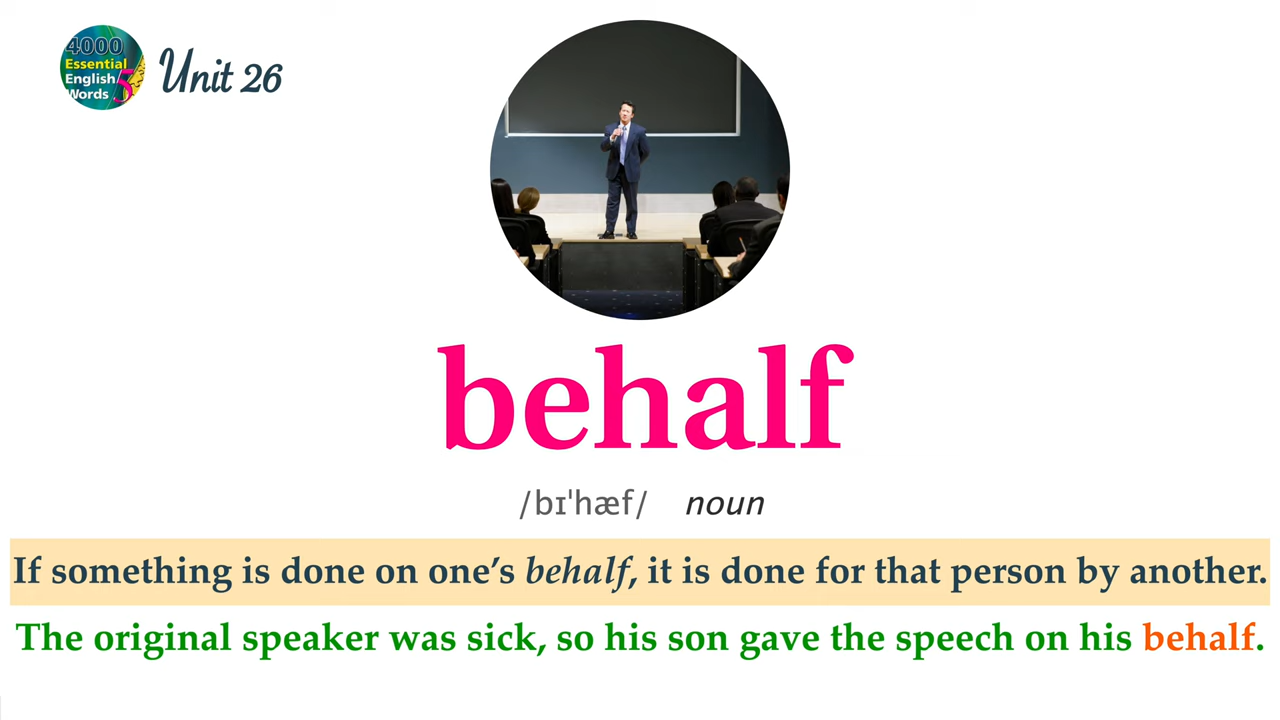 4000
Essential
English
Words 5
Unit 26
behalf
/bɪˈhæf/ noun
If something is done on one’s behalf, it is done for that person by another.
The original speaker was sick, so his son gave the speech on his behalf.